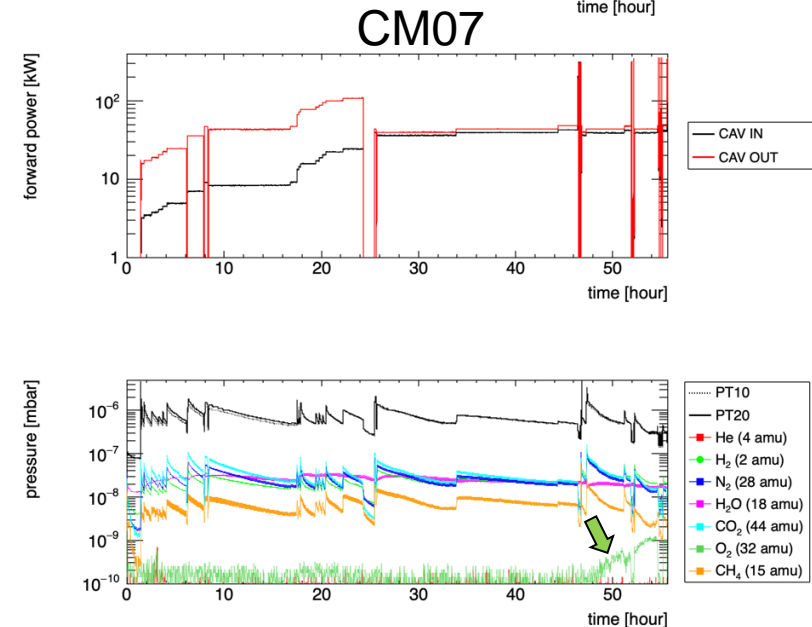 time [hour]
CM07
forward power [kW]
10²
10
1
0 10 20 30 40 50
time [hour]
CAV IN
CAV OUT
pressure [mbar]
10⁻⁶
10⁻⁷
10⁻⁸
10⁻⁹
10⁻¹⁰
0 10 20 30 40 50
time [hour]
PT10
PT20
He (4 amu)
H₂ (2 amu)
N₂ (28 amu)
H₂O (18 amu)
CO₂ (44 amu)
O₂ (32 amu)
CH₄ (15 amu)